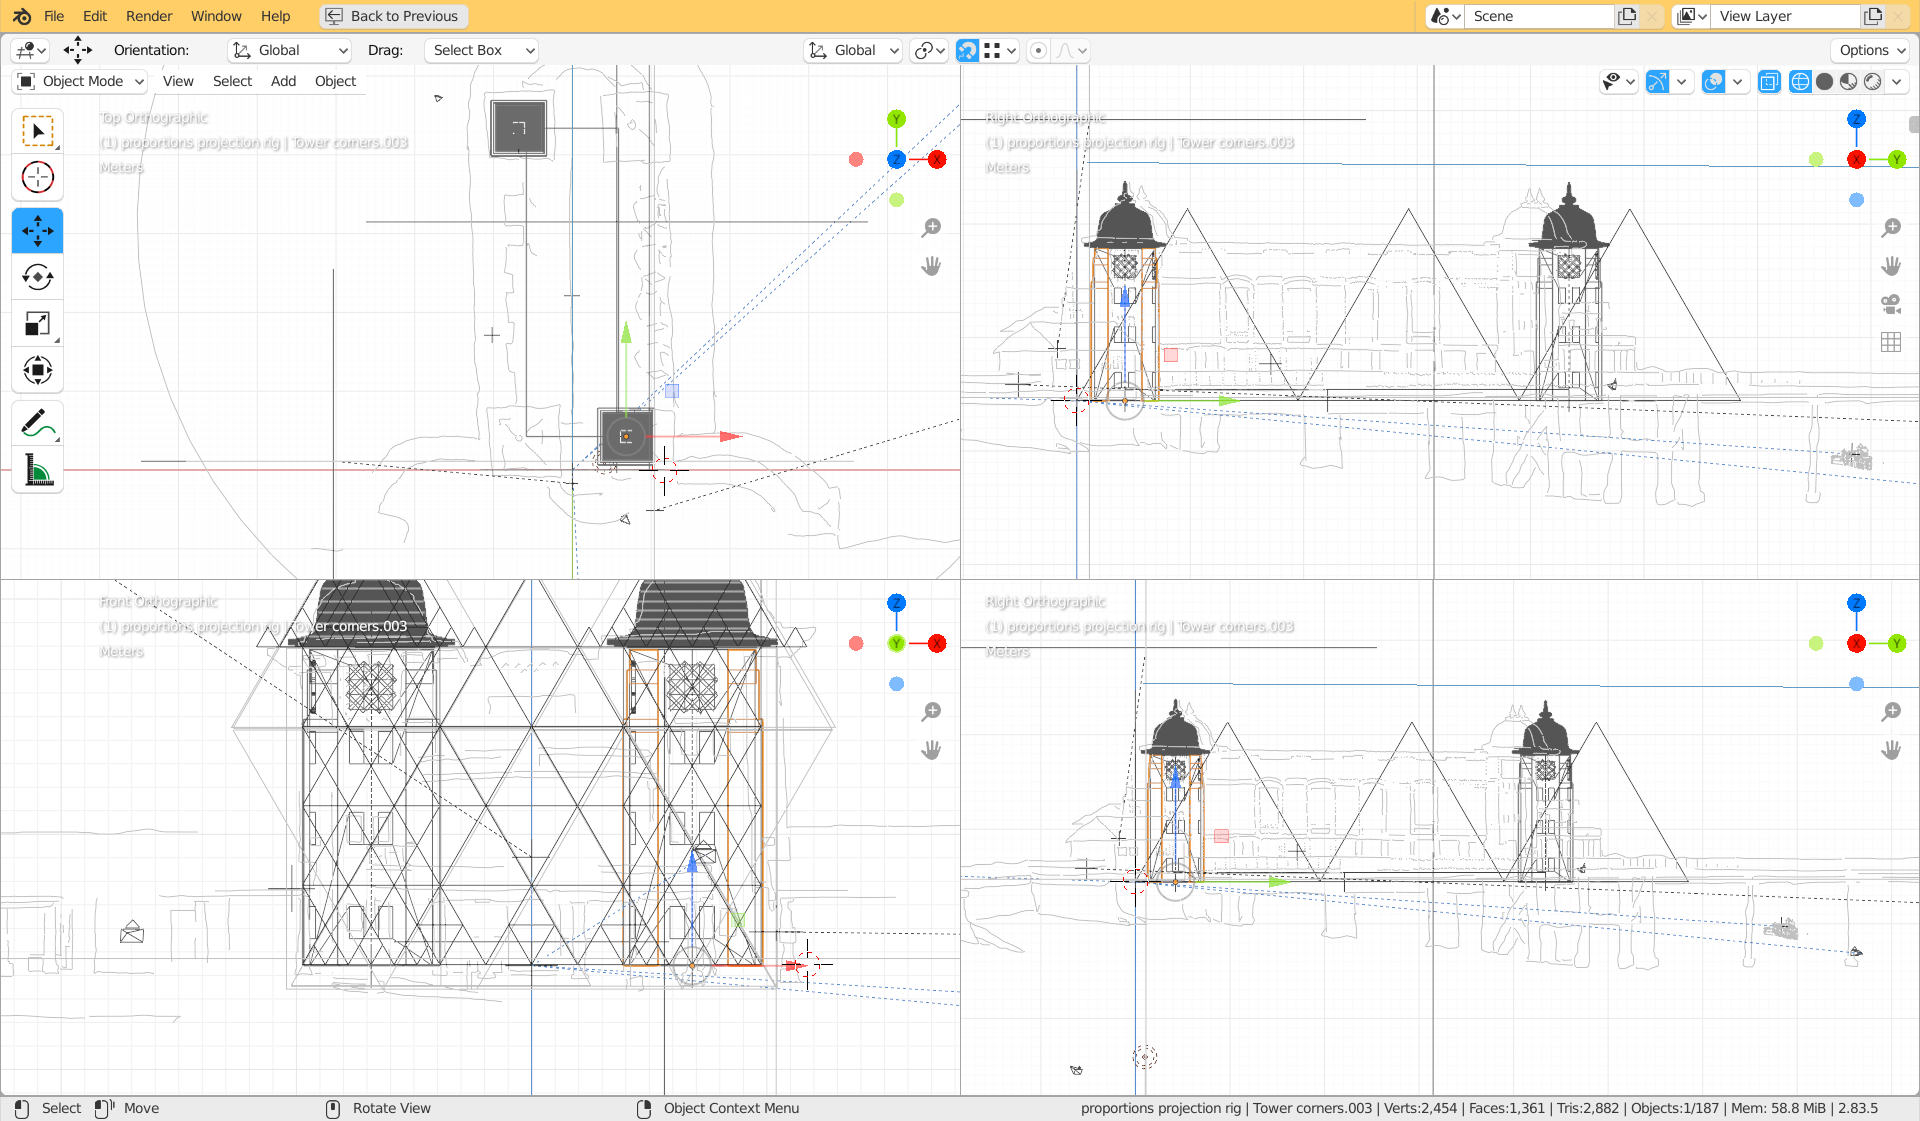 File Edit Render Window Help Back to Previous Scene View Layer
Orientation: Global Drag: Select Box Global Options
Object Mode View Select Add Object
Top Orthographic
(1) proportions projection rig | Tower corners.003
Meters
Y
Z
X
Right Orthographic
(1) proportions projection rig | Tower corners.003
Meters
Z
X
Y
Front Orthographic
(1) proportions projection rig | Tower corners.003
Meters
Z
Y
X
Right Orthographic
(1) proportions projection rig | Tower corners.003
Meters
Z
X
Y
Select Move Rotate View Object Context Menu proportions projection rig | Tower corners.003 | Verts:2,454 | Faces:1,361 | Tris:2,882 | Objects:1/187 | Mem: 58.8 MiB | 2.83.5